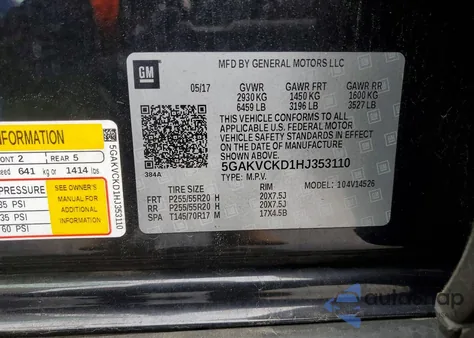 MFD BY GENERAL MOTORS LLC
GM
05/17
GVWR GAWR FRT GAWR RR
2930 KG 1450 KG 1600 KG
6459 LB 3196 LB 3527 LB
THIS VEHICLE CONFORMS TO ALL
APPLICABLE U.S. FEDERAL MOTOR
VEHICLE SAFETY STANDARDS IN EFFECT
ON THE DATE OF MANUFACTURE
SHOWN ABOVE.
384A
5GAKVCKD1HJ353110
TYPE: M.P.V.
MODEL: 104V14526
TIRE SIZE RIM
FRT P255/55R20 H 20X7.5J
RR P255/55R20 H 20X7.5J
SPA T145/70R17 M 17X4.5B
INFORMATION
ONT 2 REAR 5
641 kg or 1414 lbs
PRESSURE
35 PSI
35 PSI
60 PSI
SEE OWNER'S
MANUAL FOR
ADDITIONAL
INFORMATION
5GAKVCKD1HJ353110
autosnap